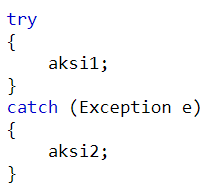 try
{
    aksi1;
}
catch (Exception e)
{
    aksi2;
}